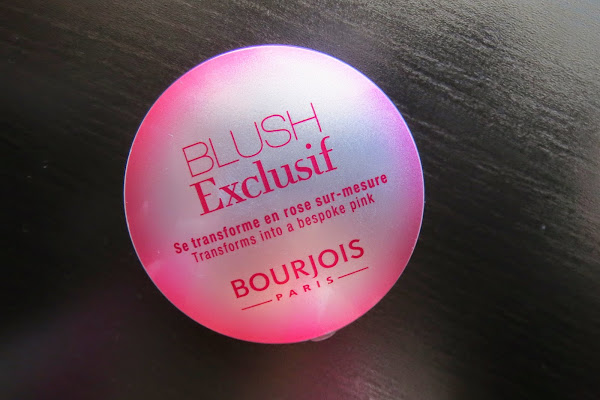 BLUSH
Exclusif
Se transforme en rose sur-mesure
Transforms into a bespoke pink
BOURJOIS
PARIS